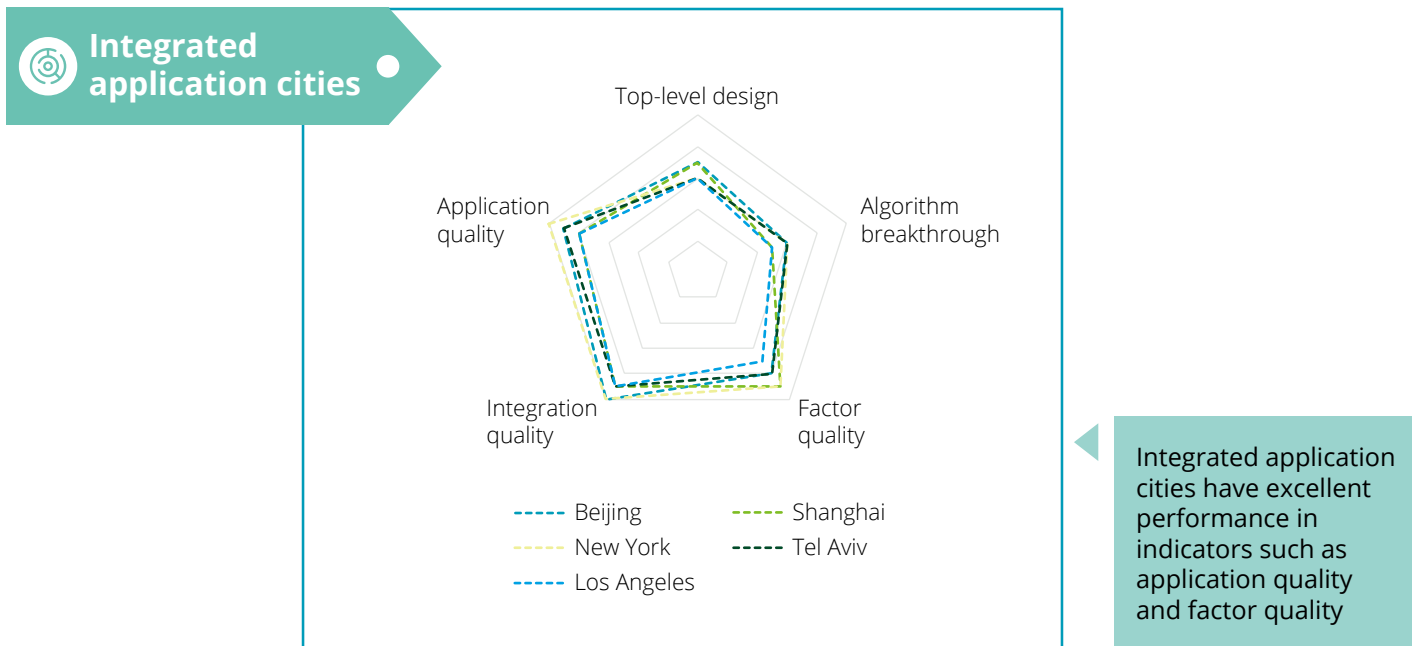 Integrated
application cities
Top-level design
Application
quality
Algorithm
breakthrough
Integration
quality
Factor
quality
Beijing
Shanghai
New York
Tel Aviv
Los Angeles
Integrated application
cities have excellent
performance in
indicators such as
application quality
and factor quality